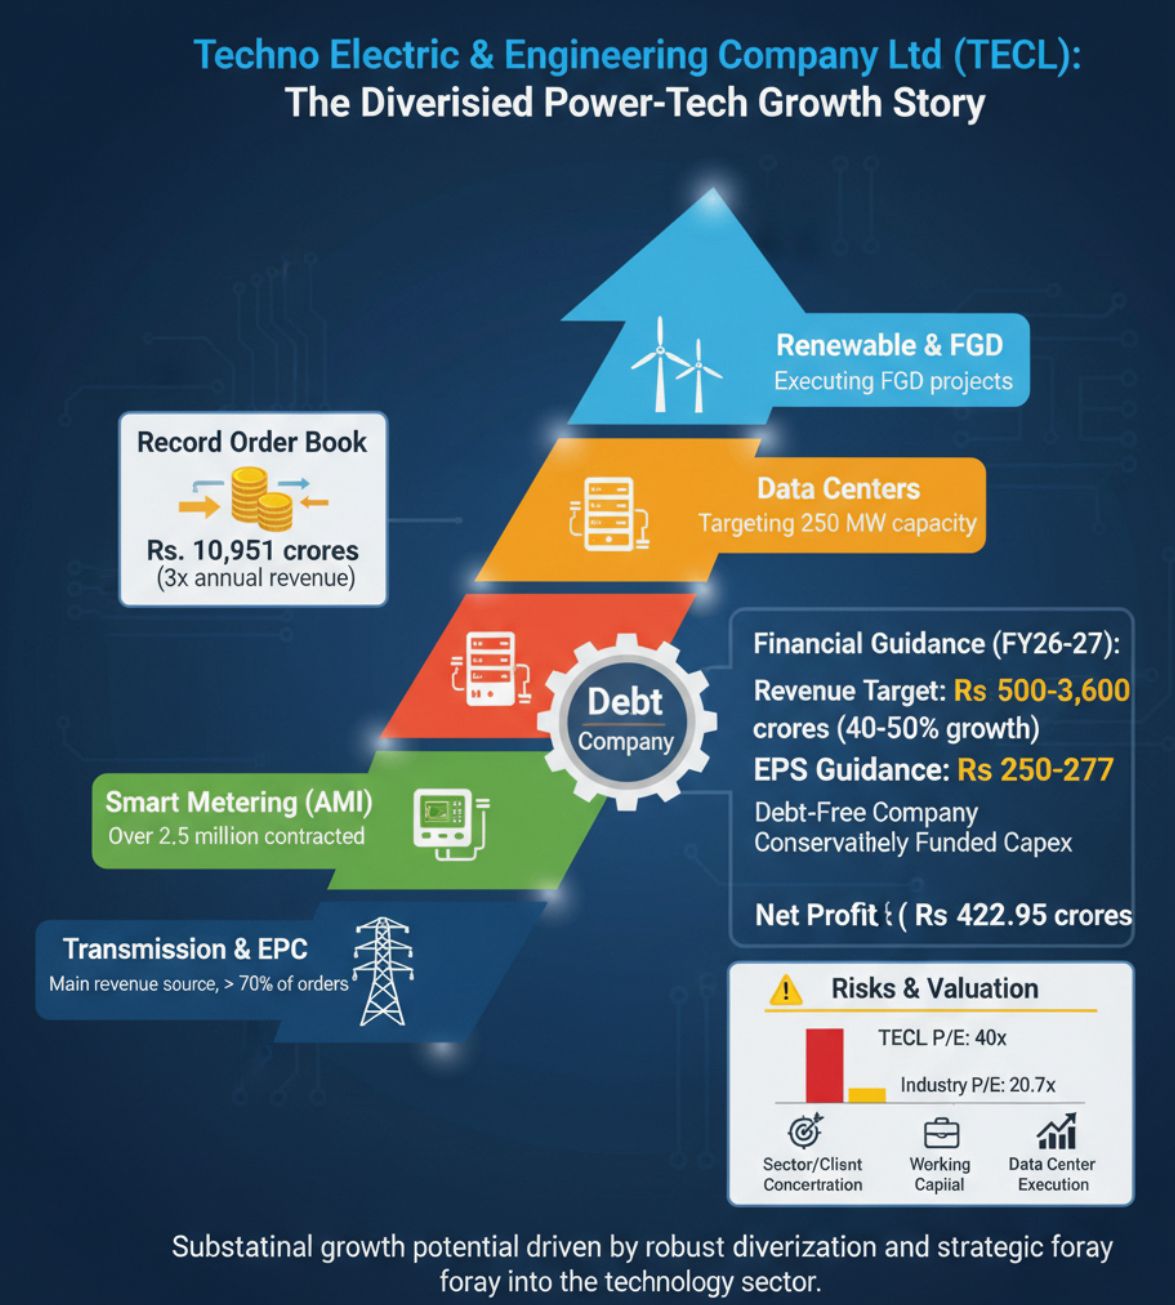 Techno Electric & Engineering Company Ltd (TECL):
The Diverisied Power-Tech Growth Story
Renewable & FGD
Executing FGD projects
Data Centers
Targeting 250 MW capacity
Record Order Book
Rs. 10,951 crores
(3x annual revenue)
Debt
Company
Financial Guidance (FY26-27):
Revenue Target: Rs 500-3,600
crores (40-50% growth)
EPS Guidance: Rs 250-277
Debt-Free Company
Conservathely Funded Capex
Net Profit ( Rs 422.95 crores
Smart Metering (AMI)
Over 2.5 million contracted
Transmission & EPC
Main revenue source, > 70% of orders
Risks & Valuation
TECL P/E: 40x
Industry P/E: 20.7x
Sector/Clisnt
Concertration
Working
Capiial
Data Center
Execution
Substatinal growth potential driven by robust diverization and strategic foray
foray into the technology sector.